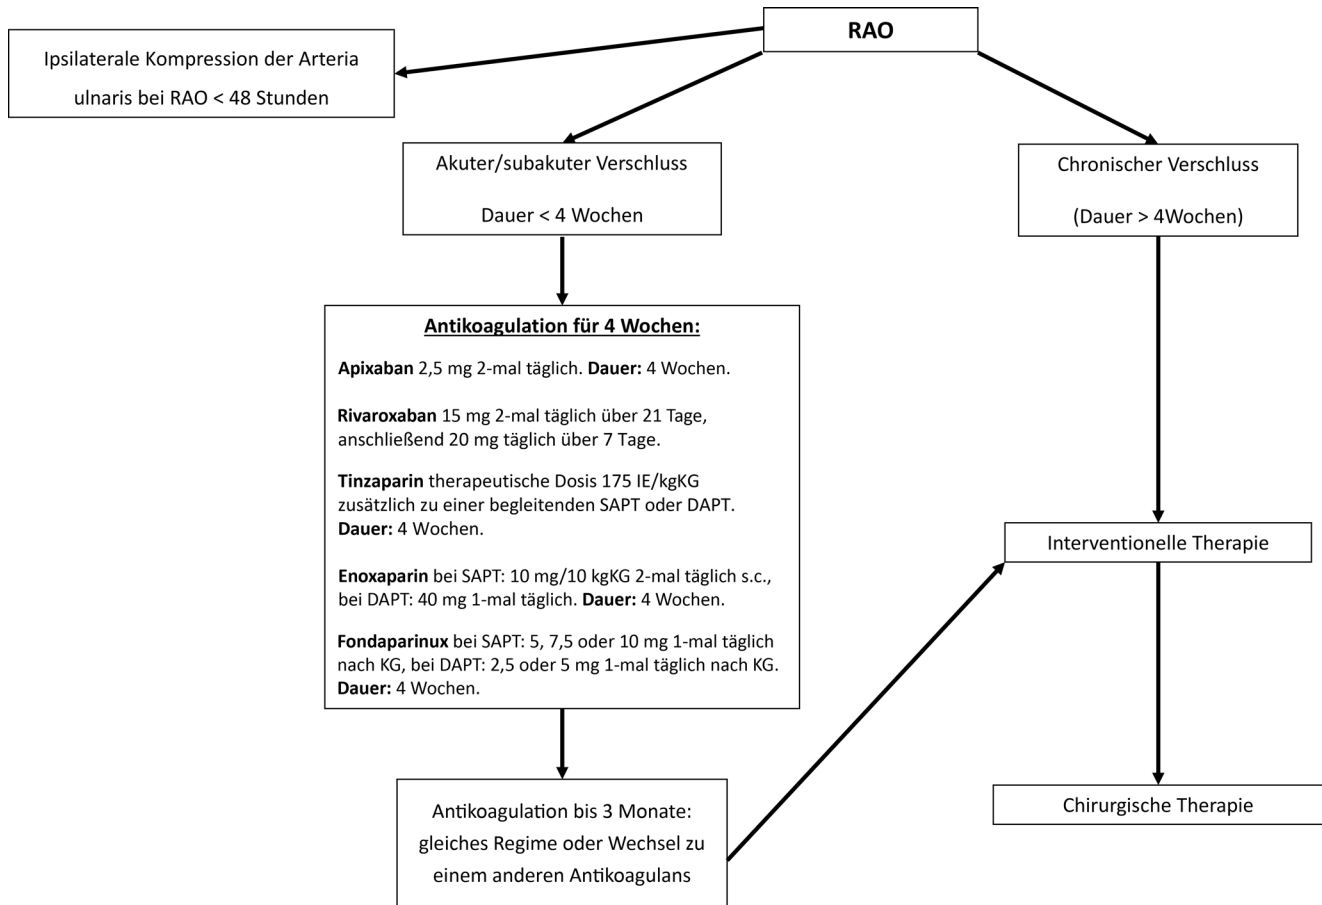 RAO
Ipsilaterale Kompression der Arteria
ulnaris bei RAO < 48 Stunden
Akuter/subakuter Verschluss
Dauer < 4 Wochen
Chronischer Verschluss
(Dauer > 4Wochen)
Antikoagulation für 4 Wochen:
Apixaban 2,5 mg 2-mal täglich. Dauer: 4 Wochen.
Rivaroxaban 15 mg 2-mal täglich über 21 Tage,
anschließend 20 mg täglich über 7 Tage.
Tinzaparin therapeutische Dosis 175 IE/kgKG
zusätzlich zu einer begleitenden SAPT oder DAPT.
Dauer: 4 Wochen.
Enoxaparin bei SAPT: 10 mg/10 kgKG 2-mal täglich s.c.,
bei DAPT: 40 mg 1-mal täglich. Dauer: 4 Wochen.
Fondaparinux bei SAPT: 5, 7,5 oder 10 mg 1-mal täglich
nach KG, bei DAPT: 2,5 oder 5 mg 1-mal täglich nach KG.
Dauer: 4 Wochen.
Interventionelle Therapie
Antikoagulation bis 3 Monate:
gleiches Regime oder Wechsel zu
einem anderen Antikoagulans
Chirurgische Therapie